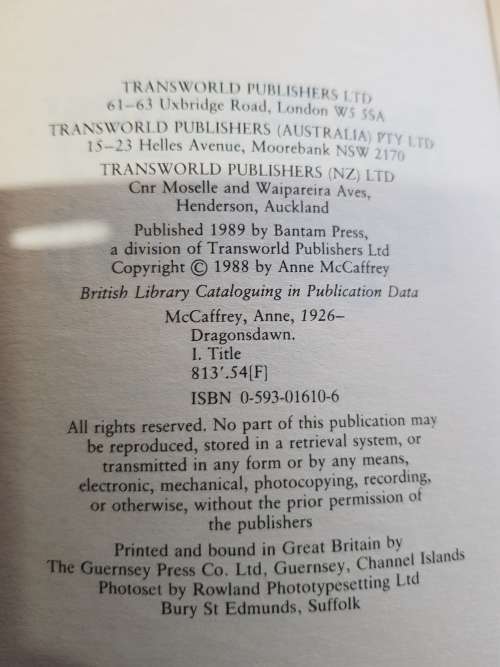 TRANSWORLD PUBLISHERS LTD
61–63 Uxbridge Road, London W5 5SA
TRANSWORLD PUBLISHERS (AUSTRALIA) PTY LTD
15–23 Helles Avenue, Moorebank NSW 2170
TRANSWORLD PUBLISHERS (NZ) LTD
Cnr Moselle and Waipareira Aves,
Henderson, Auckland
Published 1989 by Bantam Press,
a division of Transworld Publishers Ltd
Copyright © 1988 by Anne McCaffrey
British Library Cataloguing in Publication Data
McCaffrey, Anne, 1926–
Dragonsdawn.
I. Title
813'.54[F]
ISBN 0-593-01610-6
All rights reserved. No part of this publication may
be reproduced, stored in a retrieval system, or
transmitted in any form or by any means,
electronic, mechanical, photocopying, recording,
or otherwise, without the prior permission of
the publishers
Printed and bound in Great Britain by
The Guernsey Press Co. Ltd, Guernsey, Channel Islands
Photoset by Rowland Phototypesetting Ltd
Bury St Edmunds, Suffolk